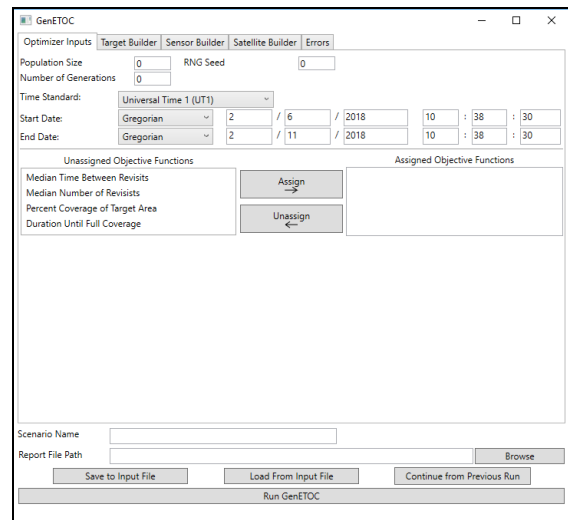 GenETOC
Optimizer Inputs Target Builder Sensor Builder Satellite Builder Errors
Population Size 0 RNG Seed 0
Number of Generations 0
Time Standard: Universal Time 1 (UT1)
Start Date: Gregorian 2 / 6 / 2018 10 : 38 : 30
End Date: Gregorian 2 / 11 / 2018 10 : 38 : 30
Unassigned Objective Functions Assigned Objective Functions
Median Time Between Revisits
Median Number of Revisists
Percent Coverage of Target Area
Duration Until Full Coverage
Assign
→
Unassign
←
Scenario Name
Report File Path Browse
Save to Input File Load From Input File Continue from Previous Run
Run GenETOC